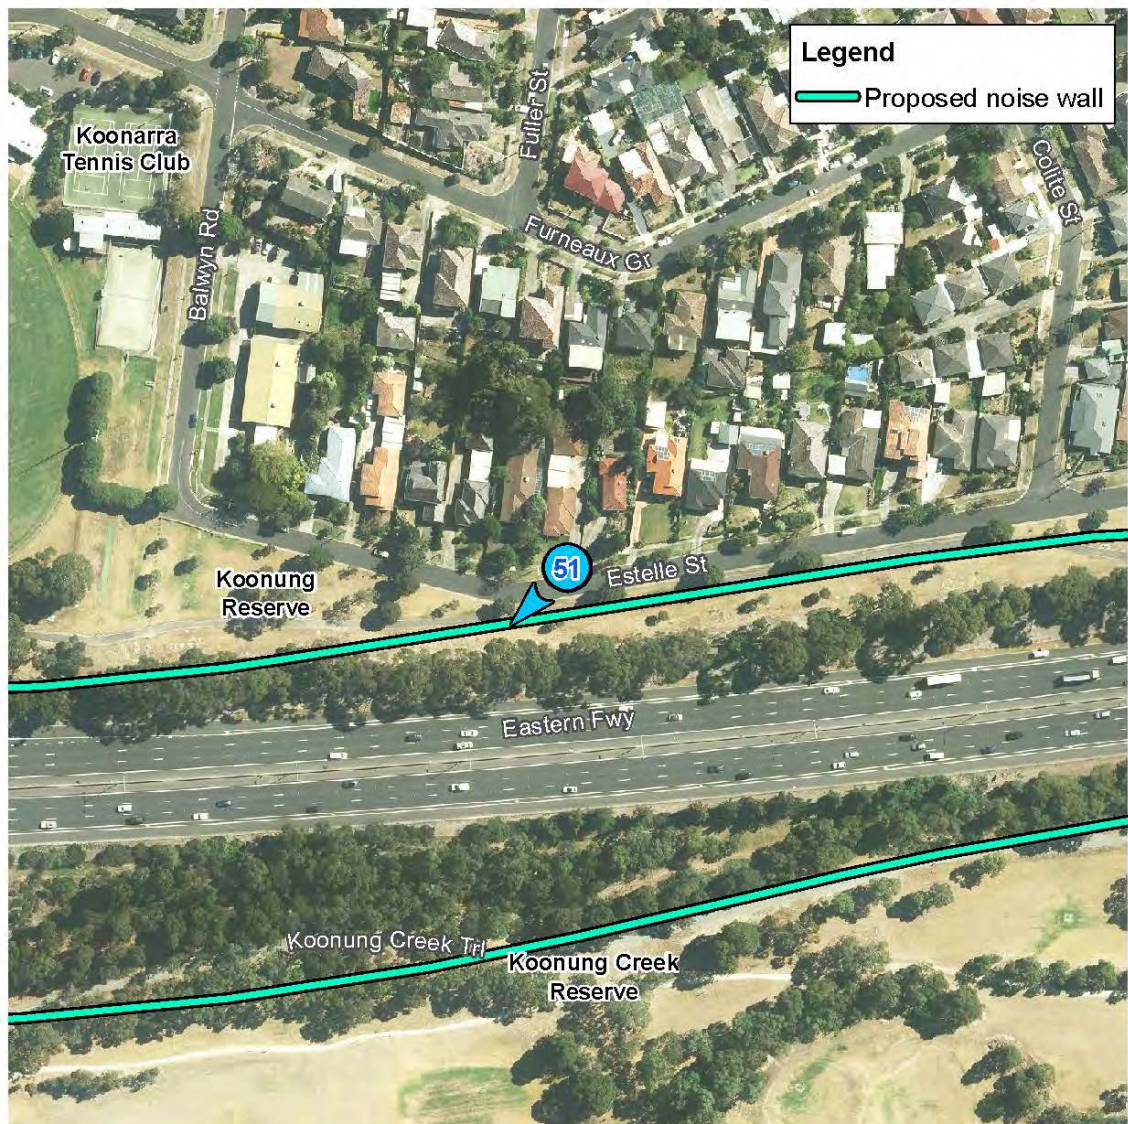 Legend
Proposed noise wall
Koonarra
Tennis Club
Balwyn Rd
Fuller St
Furneaux Gr
Colite St
51
Estelle St
Koonung
Reserve
Eastern Fwy
Koonung Creek Trl
Koonung Creek
Reserve